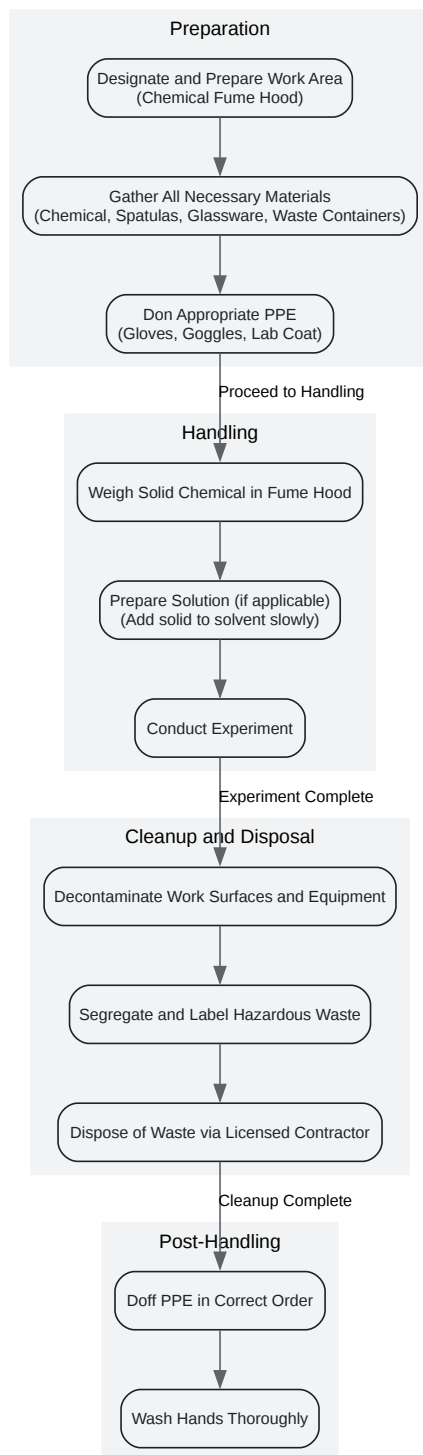 Preparation
Designate and Prepare Work Area
(Chemical Fume Hood)
Gather All Necessary Materials
(Chemical, Spatulas, Glassware, Waste Containers)
Don Appropriate PPE
(Gloves, Goggles, Lab Coat)
Proceed to Handling
Handling
Weigh Solid Chemical in Fume Hood
Prepare Solution (if applicable)
(Add solid to solvent slowly)
Conduct Experiment
Experiment Complete
Cleanup and Disposal
Decontaminate Work Surfaces and Equipment
Segregate and Label Hazardous Waste
Dispose of Waste via Licensed Contractor
Cleanup Complete
Post-Handling
Doff PPE in Correct Order
Wash Hands Thoroughly